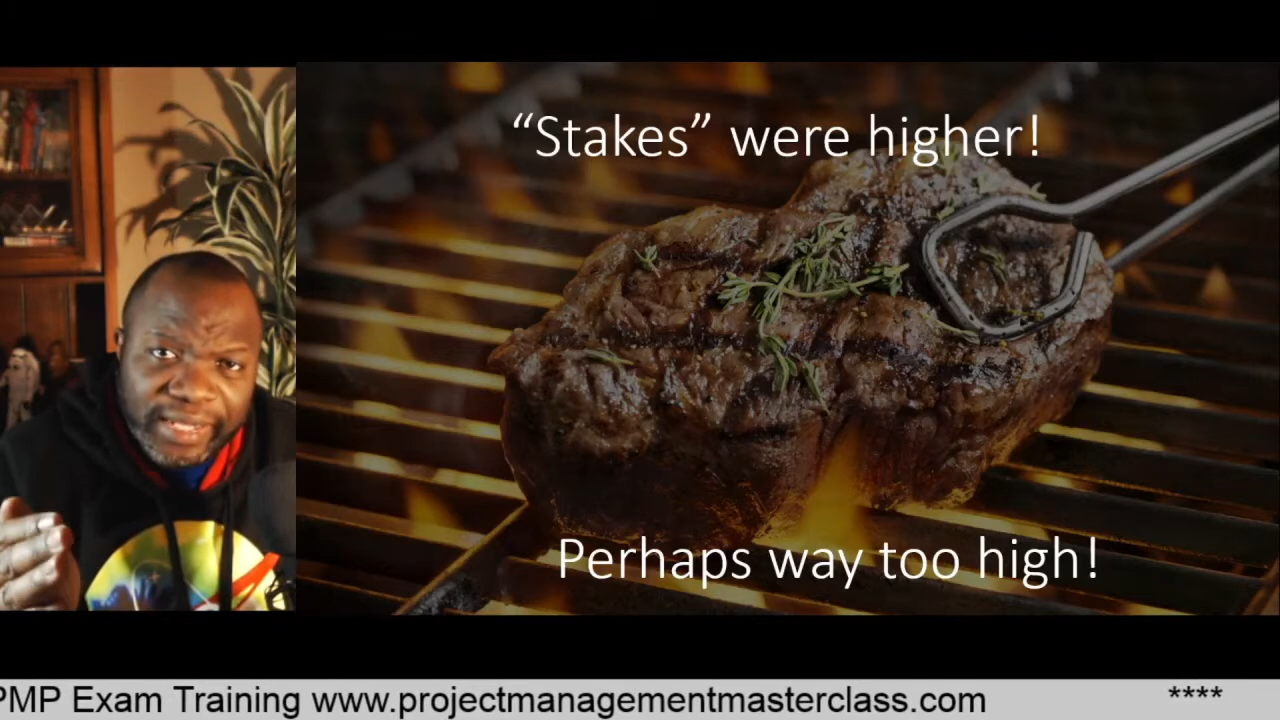 “Stakes” were higher!
Perhaps way too high!
PMP Exam Training www.projectmanagementmasterclass.com ****